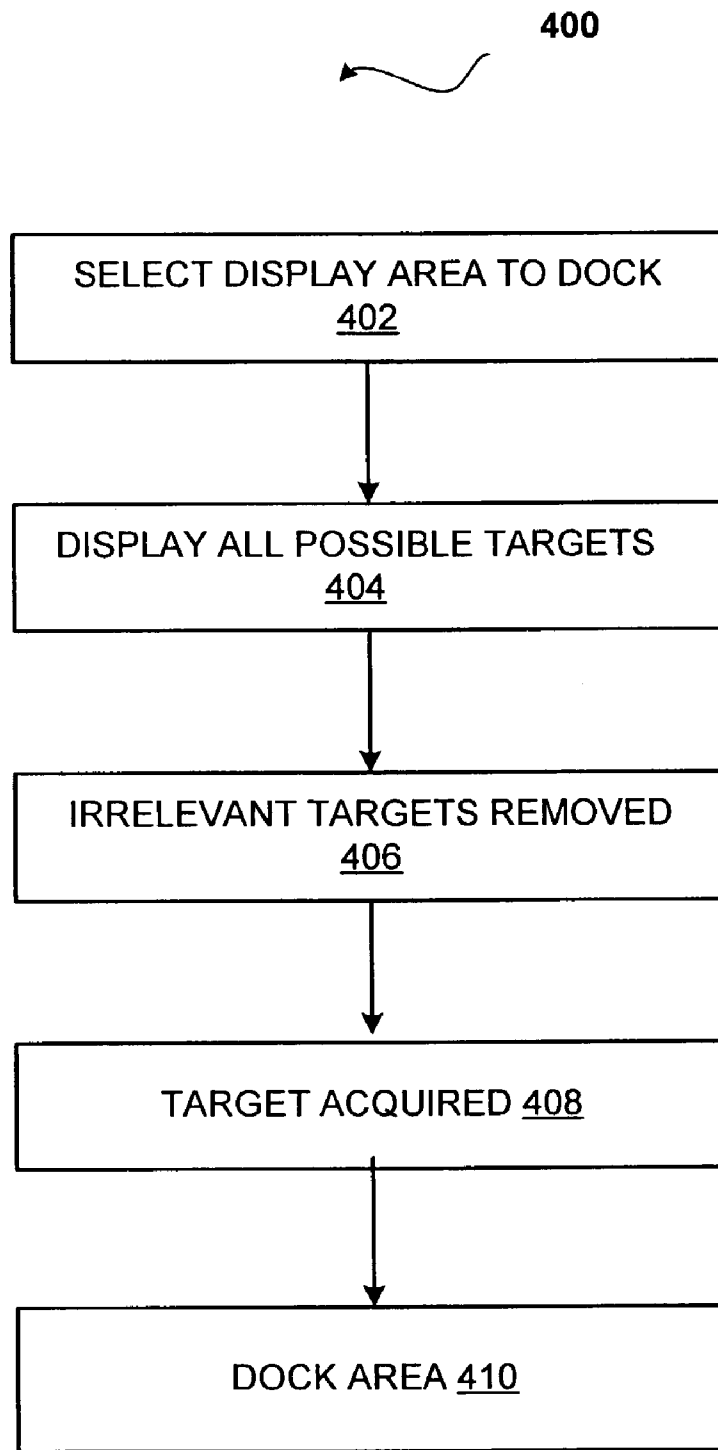 400
SELECT DISPLAY AREA TO DOCK
402
DISPLAY ALL POSSIBLE TARGETS
404
IRRELEVANT TARGETS REMOVED
406
TARGET ACQUIRED 408
DOCK AREA 410